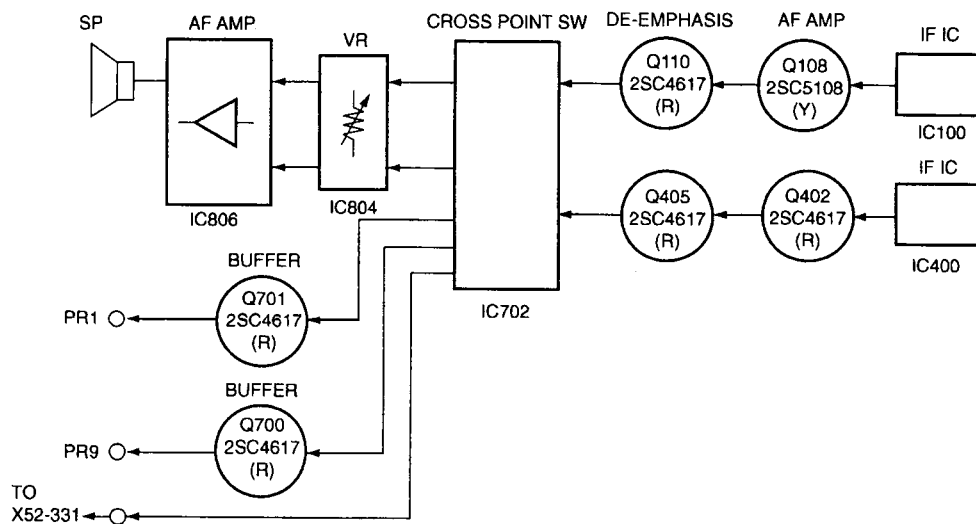 SP
AF AMP
VR
CROSS POINT SW
DE-EMPHASIS
AF AMP
IF IC
Q110
2SC4617
(R)
Q108
2SC5108
(Y)
IC100
IF IC
Q405
2SC4617
(R)
Q402
2SC4617
(R)
IC400
IC806
IC804
IC702
BUFFER
Q701
2SC4617
(R)
PR1
BUFFER
Q700
2SC4617
(R)
PR9
TO
X52-331